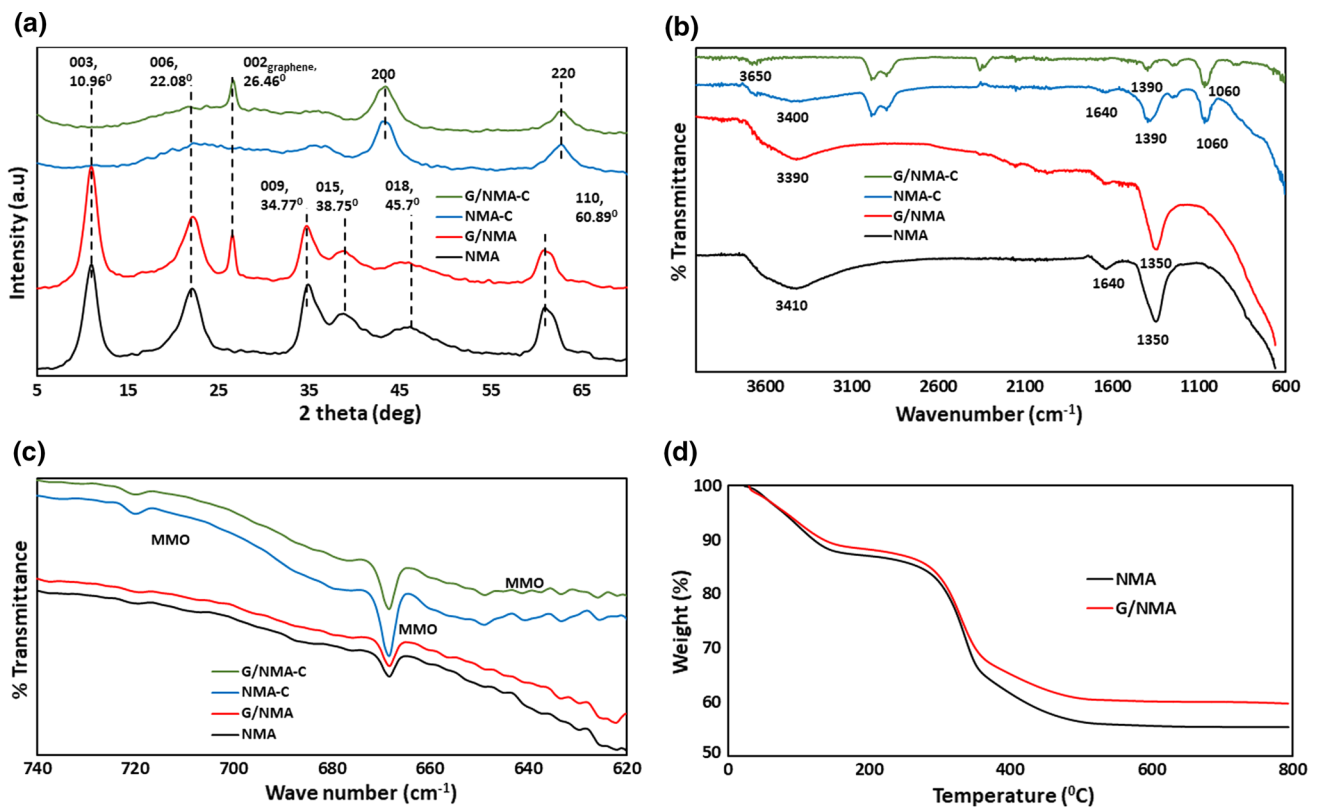 (a)
003,
10.96⁰
006,
22.08⁰
002graphene,
26.46⁰
200
220
009,
34.77⁰
015,
38.75⁰
018,
45.7⁰
110,
60.89⁰
G/NMA-C
NMA-C
G/NMA
NMA
Intensity (a.u)
5 15 25 35 45 55 65
2 theta (deg)
(b)
3650
1390
1060
3400
1640
1390
1060
3390
1350
3410
1640
1350
G/NMA-C
NMA-C
G/NMA
NMA
% Transmittance
3600 3100 2600 2100 1600 1100 600
Wavenumber (cm⁻¹)
(c)
MMO
MMO
MMO
G/NMA-C
NMA-C
G/NMA
NMA
% Transmittance
740 720 700 680 660 640 620
Wave number (cm⁻¹)
(d)
100
90
80
70
60
50
NMA
G/NMA
Weight (%)
0 200 400 600 800
Temperature (⁰C)